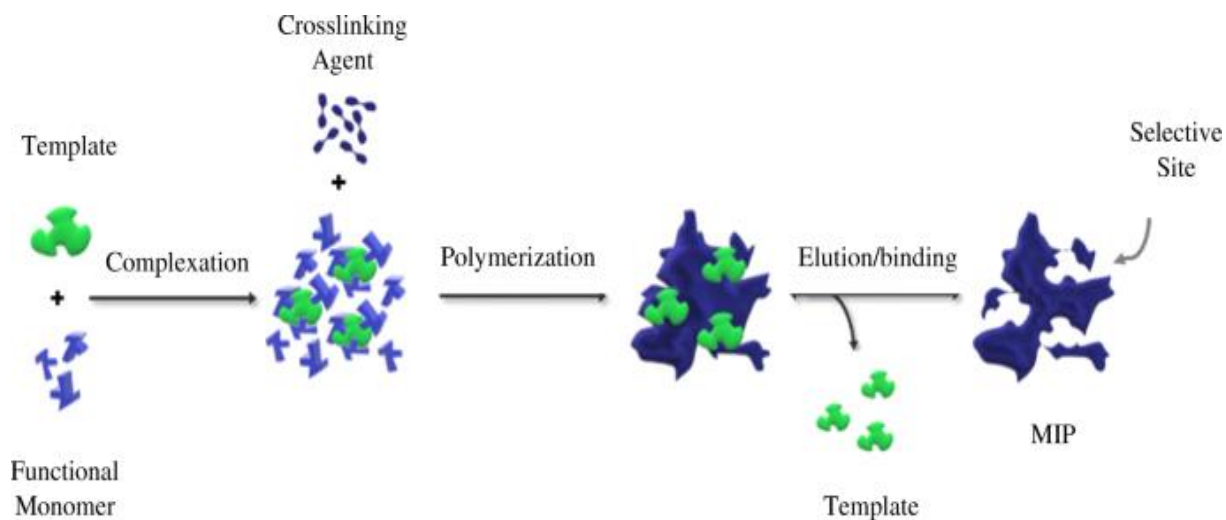 Crosslinking
Agent
Template
+
+
Complexation
Polymerization
Elution/binding
Selective
Site
MIP
Functional
Monomer
Template